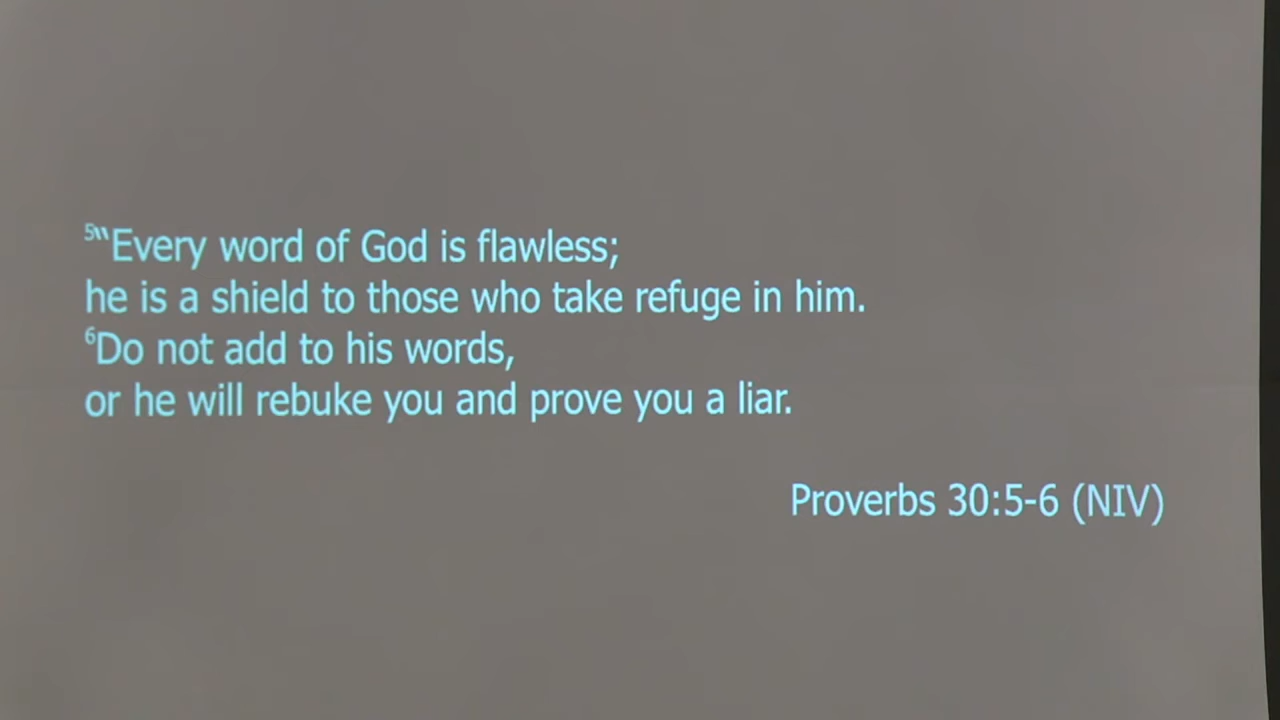 ⁵“Every word of God is flawless;
he is a shield to those who take refuge in him.
⁶Do not add to his words,
or he will rebuke you and prove you a liar.
Proverbs 30:5-6 (NIV)